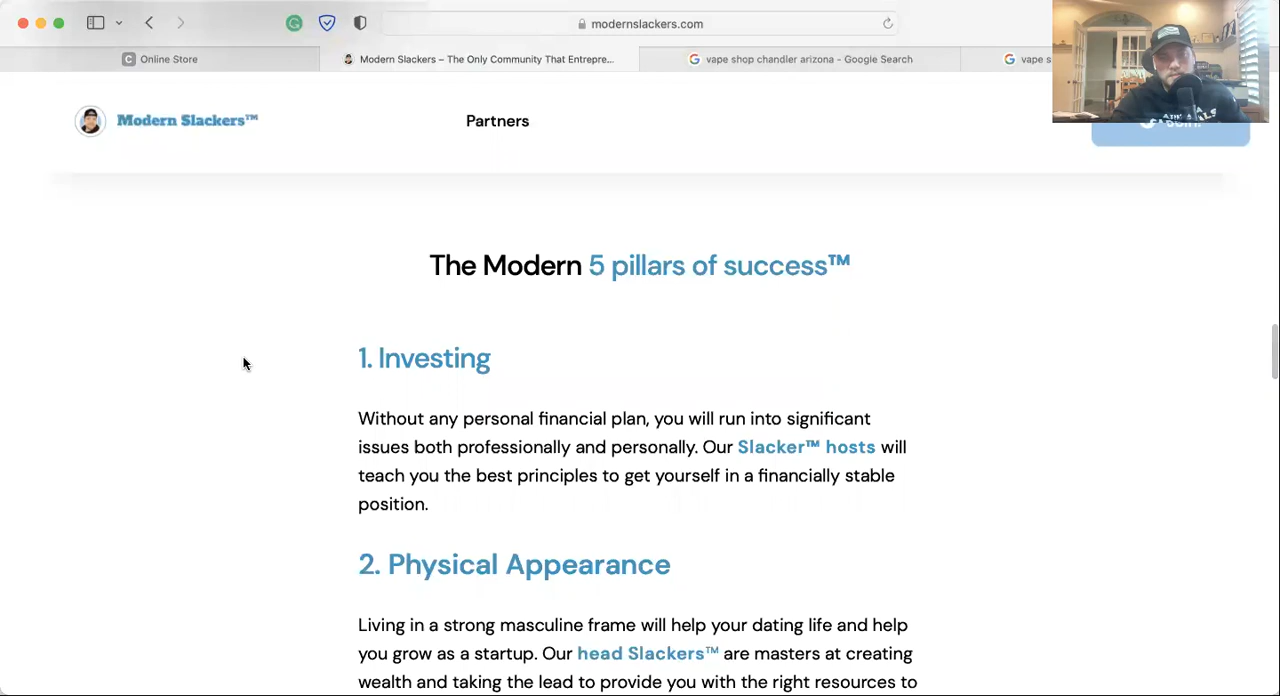 modernslackers.com
Online Store
Modern Slackers – The Only Community That Entrepre...
vape shop chandler arizona - Google Search
vape s
Modern Slackers™
Partners
The Modern 5 pillars of success™
1. Investing
Without any personal financial plan, you will run into significant
issues both professionally and personally. Our Slacker™ hosts will
teach you the best principles to get yourself in a financially stable
position.
2. Physical Appearance
Living in a strong masculine frame will help your dating life and help
you grow as a startup. Our head Slackers™ are masters at creating
wealth and taking the lead to provide you with the right resources to